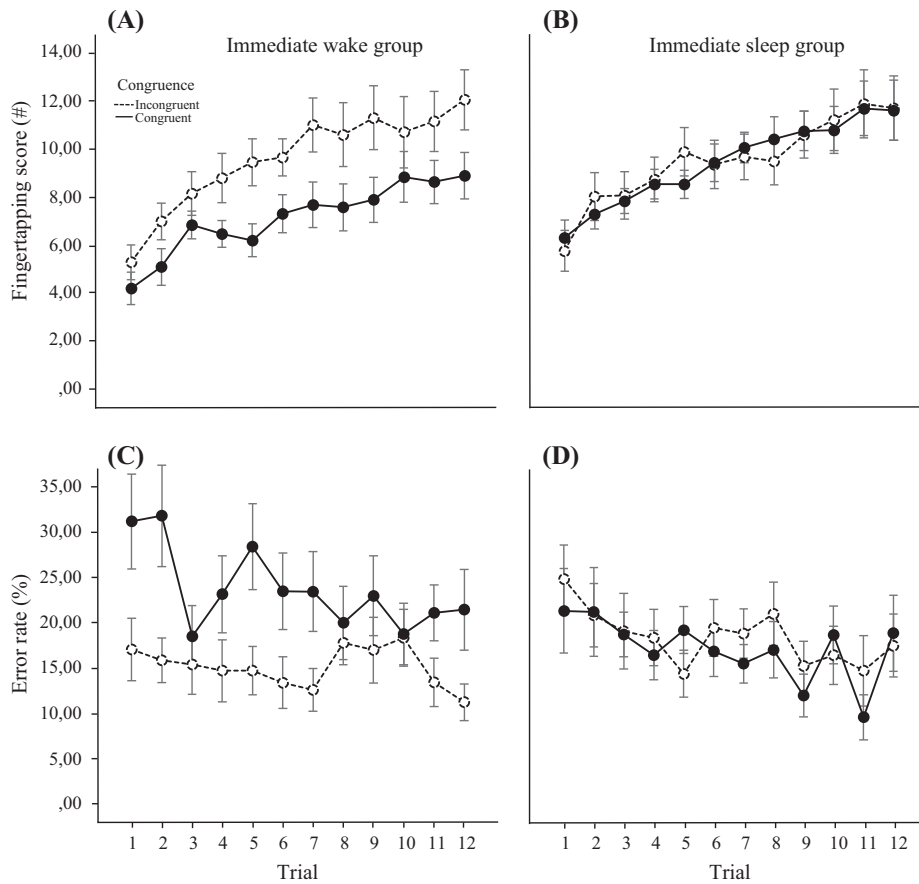 (A)
Immediate wake group
Congruence
Incongruent
Congruent
Fingertapping score (#)
14,00
12,00
10,00
8,00
6,00
4,00
2,00
,00
(B)
Immediate sleep group
(C)
Error rate (%)
35,00
30,00
25,00
20,00
15,00
10,00
5,00
,00
1 2 3 4 5 6 7 8 9 10 11 12
Trial
(D)
1 2 3 4 5 6 7 8 9 10 11 12
Trial